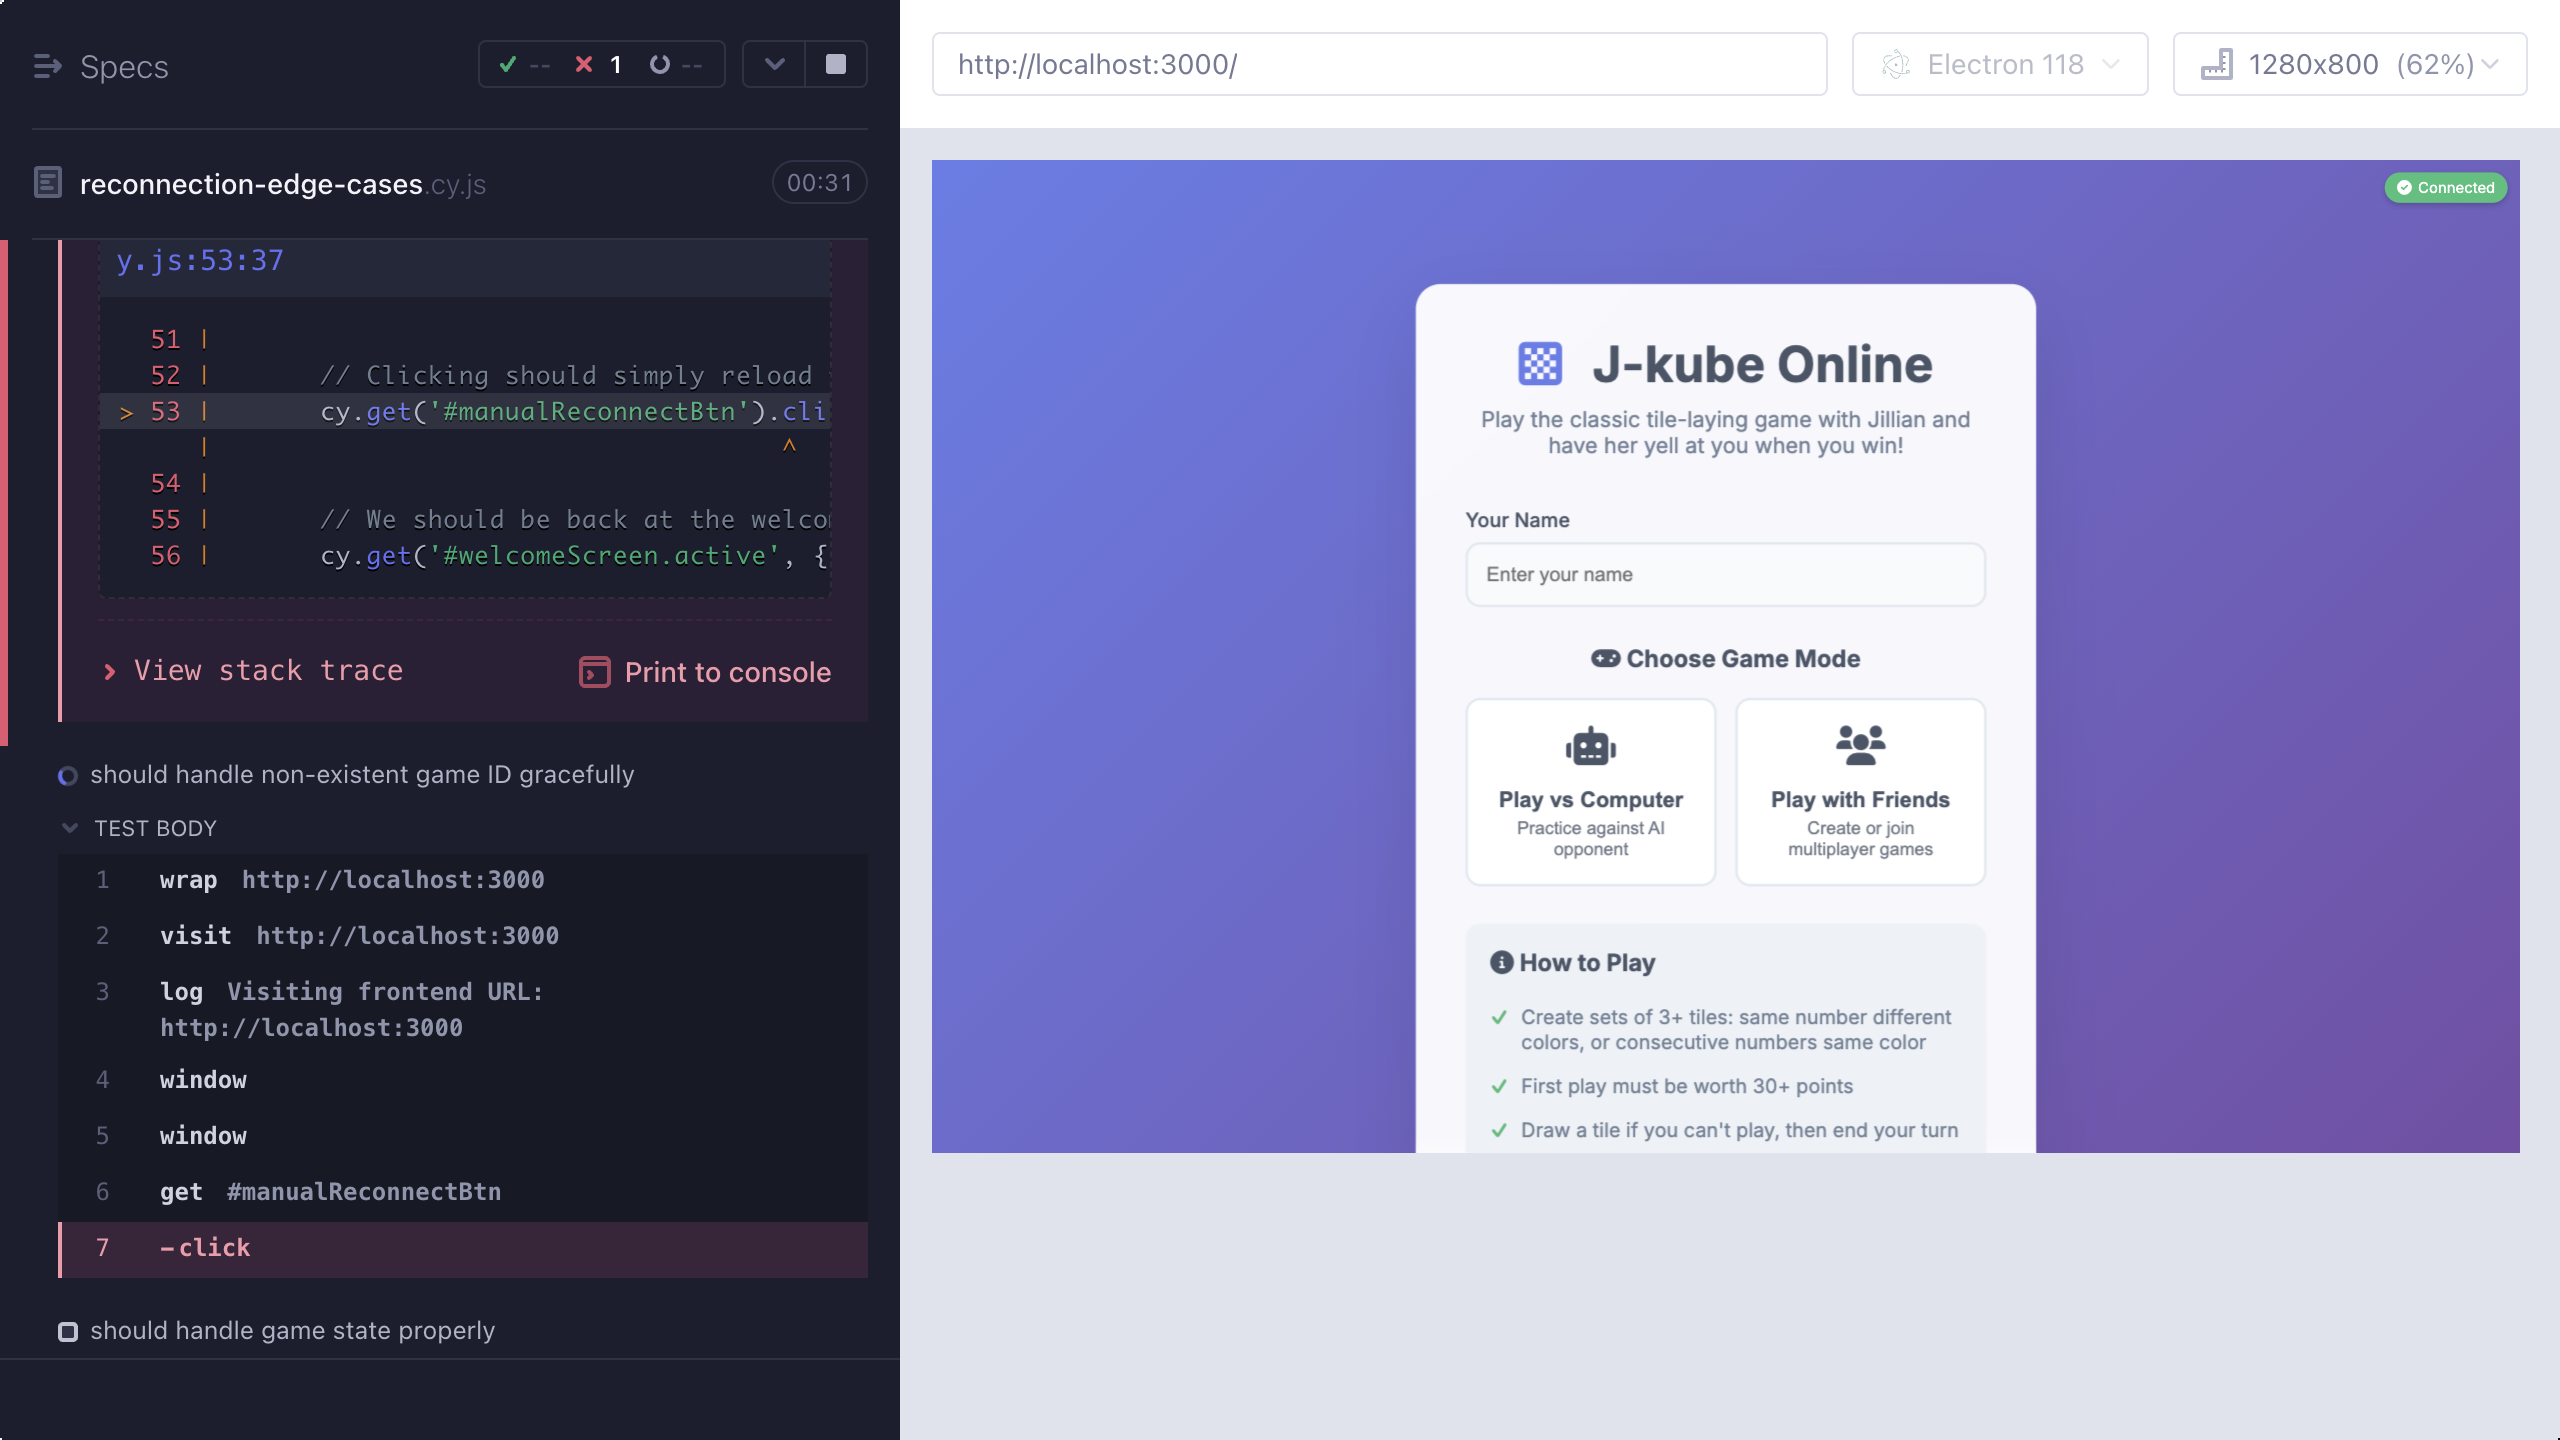 Specs
-- 1 --
reconnection-edge-cases.cy.js 00:31
y.js:53:37
51 |
52 | // Clicking should simply reload
> 53 | cy.get('#manualReconnectBtn').cli
| ^
54 |
55 | // We should be back at the welco
56 | cy.get('#welcomeScreen.active', {
View stack trace
Print to console
should handle non-existent game ID gracefully
TEST BODY
1 wrap http://localhost:3000
2 visit http://localhost:3000
3 log Visiting frontend URL:
http://localhost:3000
4 window
5 window
6 get #manualReconnectBtn
7 -click
should handle game state properly
http://localhost:3000/
Electron 118
1280x800 (62%)
Connected
J-kube Online
Play the classic tile-laying game with Jillian and
have her yell at you when you win!
Your Name
Enter your name
Choose Game Mode
Play vs Computer
Practice against AI
opponent
Play with Friends
Create or join
multiplayer games
How to Play
Create sets of 3+ tiles: same number different
colors, or consecutive numbers same color
First play must be worth 30+ points
Draw a tile if you can't play, then end your turn